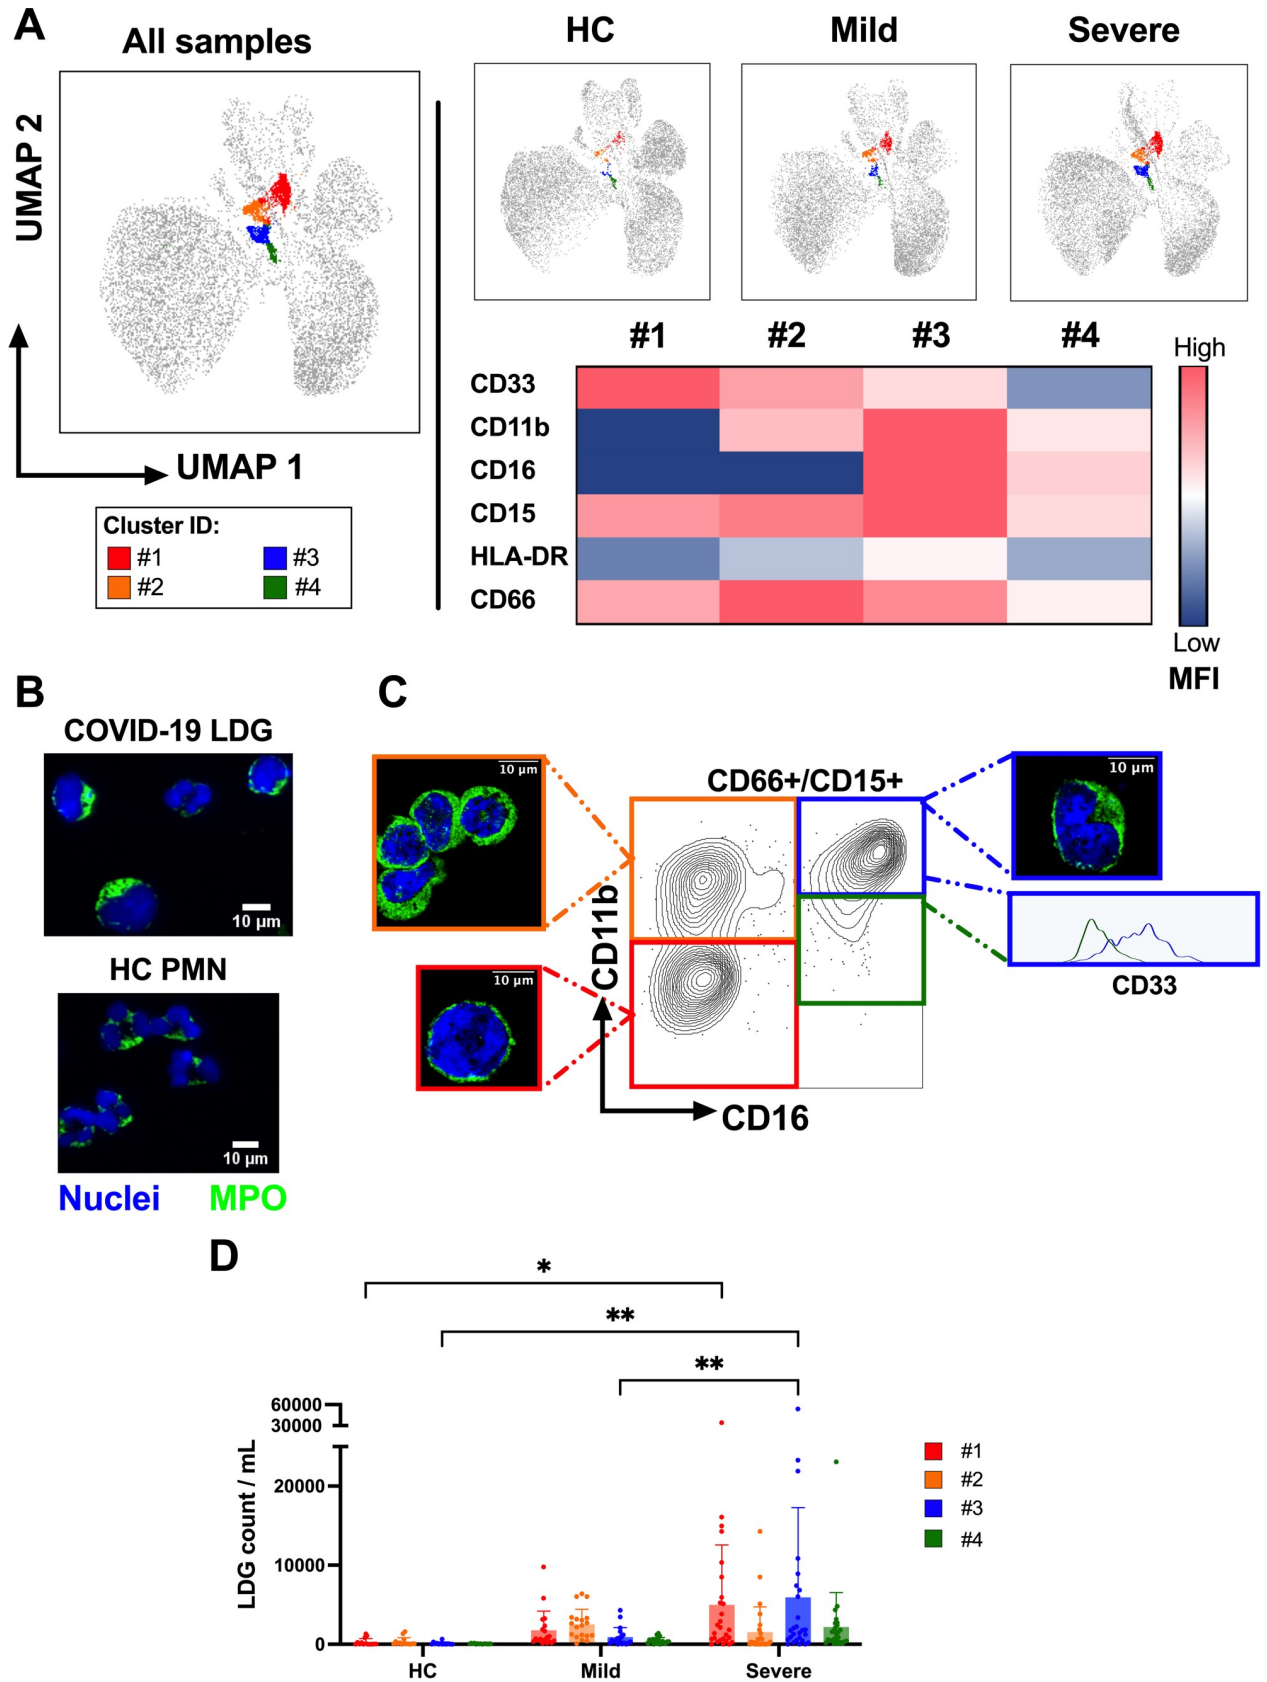 A
All samples
HC
Mild
Severe
UMAP 2
UMAP 1
Cluster ID:
#1 #3
#2 #4
#1 #2 #3 #4
CD33
CD11b
CD16
CD15
HLA-DR
CD66
High
Low
MFI
B
COVID-19 LDG
10 μm
HC PMN
10 μm
Nuclei MPO
C
CD66+/CD15+
10 μm
10 μm
10 μm
CD11b
CD16
CD33
D
*
**
**
60000
30000
20000
10000
0
LDG count / mL
HC
Mild
Severe
#1
#2
#3
#4